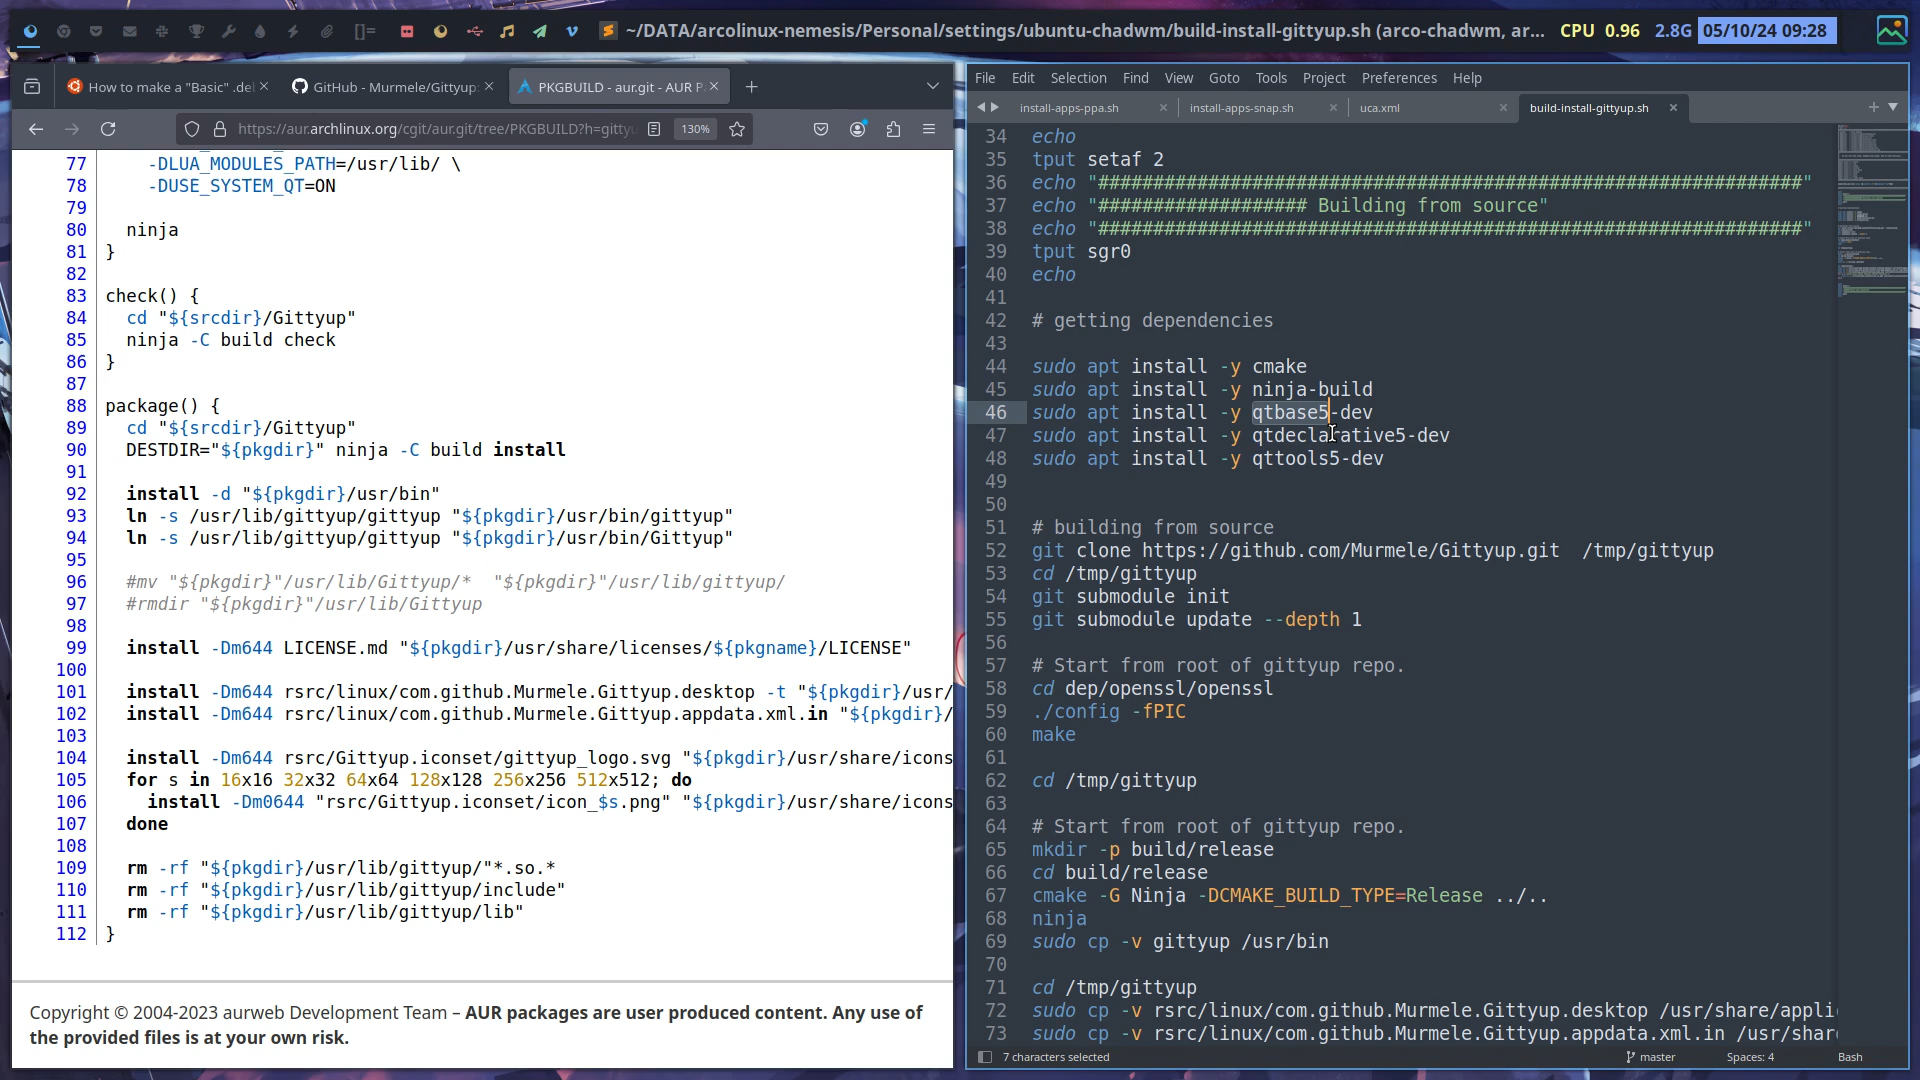 []=
~/DATA/arcolinux-nemesis/Personal/settings/ubuntu-chadwm/build-install-gittyup.sh (arco-chadwm, ar...
CPU 0.96 2.8G 05/10/24 09:28
How to make a "Basic" .de
GitHub - Murmele/Gittyup:
PKGBUILD - aur.git - AUR P
https://aur.archlinux.org/cgit/aur.git/tree/PKGBUILD?h=gittyu
130%
77 -DLUA_MODULES_PATH=/usr/lib/ \
78 -DUSE_SYSTEM_QT=ON
79
80 ninja
81 }
82
83 check() {
84 cd "${srcdir}/Gittyup"
85 ninja -C build check
86 }
87
88 package() {
89 cd "${srcdir}/Gittyup"
90 DESTDIR="${pkgdir}" ninja -C build install
91
92 install -d "${pkgdir}/usr/bin"
93 ln -s /usr/lib/gittyup/gittyup "${pkgdir}/usr/bin/gittyup"
94 ln -s /usr/lib/gittyup/gittyup "${pkgdir}/usr/bin/Gittyup"
95
96 #mv "${pkgdir}"/usr/lib/Gittyup/* "${pkgdir}"/usr/lib/gittyup/
97 #rmdir "${pkgdir}"/usr/lib/Gittyup
98
99 install -Dm644 LICENSE.md "${pkgdir}/usr/share/licenses/${pkgname}/LICENSE"
100
101 install -Dm644 rsrc/linux/com.github.Murmele.Gittyup.desktop -t "${pkgdir}/usr/
102 install -Dm644 rsrc/linux/com.github.Murmele.Gittyup.appdata.xml.in "${pkgdir}/
103
104 install -Dm644 rsrc/Gittyup.iconset/gittyup_logo.svg "${pkgdir}/usr/share/icons
105 for s in 16x16 32x32 64x64 128x128 256x256 512x512; do
106 install -Dm0644 "rsrc/Gittyup.iconset/icon_$s.png" "${pkgdir}/usr/share/icons
107 done
108
109 rm -rf "${pkgdir}/usr/lib/gittyup/"*.so.*
110 rm -rf "${pkgdir}/usr/lib/gittyup/include"
111 rm -rf "${pkgdir}/usr/lib/gittyup/lib"
112 }
Copyright © 2004-2023 aurweb Development Team – AUR packages are user produced content. Any use of
the provided files is at your own risk.
File Edit Selection Find View Goto Tools Project Preferences Help
install-apps-ppa.sh
install-apps-snap.sh
uca.xml
build-install-gittyup.sh
34 echo
35 tput setaf 2
36 echo "################################################################"
37 echo "################### Building from source"
38 echo "################################################################"
39 tput sgr0
40 echo
41
42 # getting dependencies
43
44 sudo apt install -y cmake
45 sudo apt install -y ninja-build
46 sudo apt install -y qtbase5-dev
47 sudo apt install -y qtdeclarative5-dev
48 sudo apt install -y qttools5-dev
49
50
51 # building from source
52 git clone https://github.com/Murmele/Gittyup.git  /tmp/gittyup
53 cd /tmp/gittyup
54 git submodule init
55 git submodule update --depth 1
56
57 # Start from root of gittyup repo.
58 cd dep/openssl/openssl
59 ./config -fPIC
60 make
61
62 cd /tmp/gittyup
63
64 # Start from root of gittyup repo.
65 mkdir -p build/release
66 cd build/release
67 cmake -G Ninja -DCMAKE_BUILD_TYPE=Release ../..
68 ninja
69 sudo cp -v gittyup /usr/bin
70
71 cd /tmp/gittyup
72 sudo cp -v rsrc/linux/com.github.Murmele.Gittyup.desktop /usr/share/appli
73 sudo cp -v rsrc/linux/com.github.Murmele.Gittyup.appdata.xml.in /usr/shar
7 characters selected
master
Spaces: 4
Bash